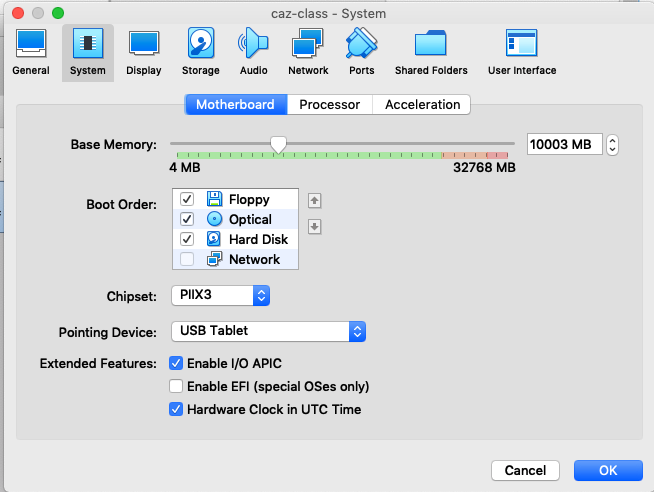 caz-class - System
General System Display Storage Audio Network Ports Shared Folders User Interface
Motherboard Processor Acceleration
Base Memory: 10003 MB
4 MB 32768 MB
Boot Order: Floppy
Optical
Hard Disk
Network
Chipset: PIIX3
Pointing Device: USB Tablet
Extended Features: Enable I/O APIC
Enable EFI (special OSes only)
Hardware Clock in UTC Time
Cancel OK